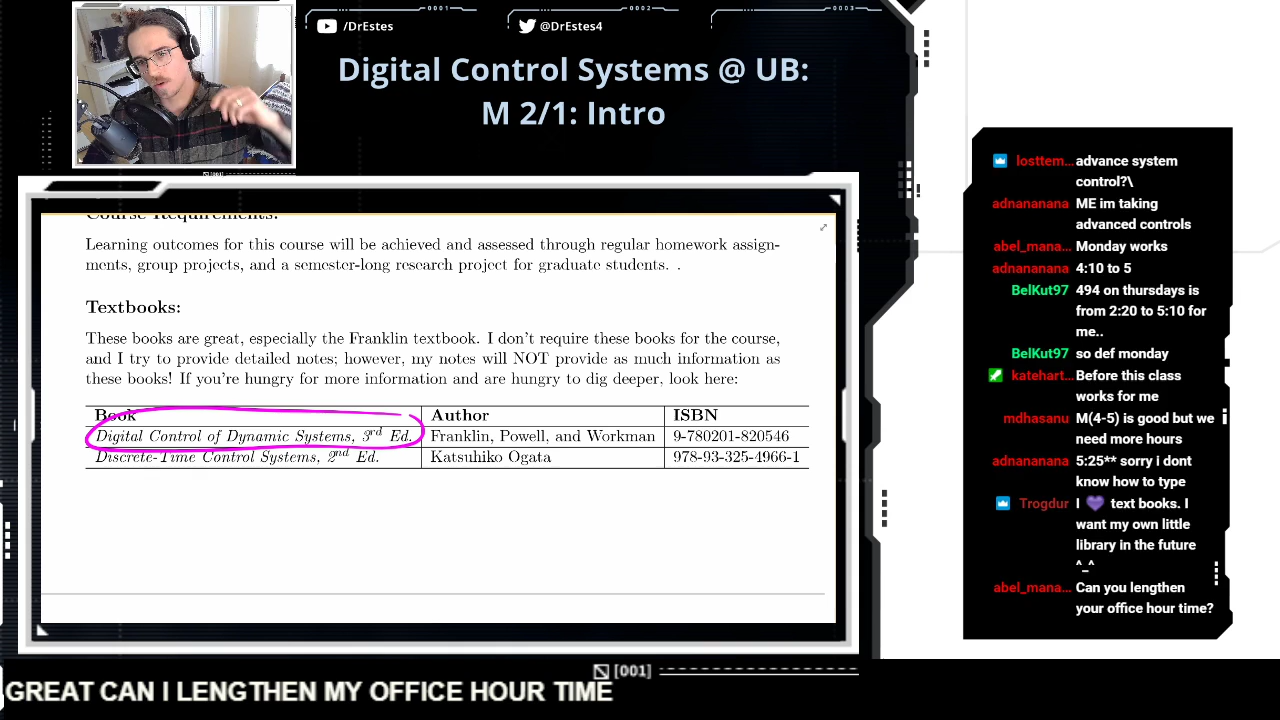 0001
0002
0003
/DrEstes
@DrEstes4
Digital Control Systems @ UB:
M 2/1: Intro
[001]
Course Requirements:
Learning outcomes for this course will be achieved and assessed through regular homework assign-
ments, group projects, and a semester-long research project for graduate students. .
Textbooks:
These books are great, especially the Franklin textbook. I don't require these books for the course,
and I try to provide detailed notes; however, my notes will NOT provide as much information as
these books! If you're hungry for more information and are hungry to dig deeper, look here:
Book Author ISBN
Digital Control of Dynamic Systems, 3rd Ed. Franklin, Powell, and Workman 9-780201-820546
Discrete-Time Control Systems, 2nd Ed. Katsuhiko Ogata 978-93-325-4966-1
losttem... advance system
control?\
adnananana ME im taking
advanced controls
abel_mana... Monday works
adnananana 4:10 to 5
BelKut97 494 on thursdays is
from 2:20 to 5:10 for
me..
BelKut97 so def monday
katehart... Before this class
works for me
mdhasanu M(4-5) is good but we
need more hours
adnananana 5:25** sorry i dont
know how to type
Trogdur I 💜 text books. I
want my own little
library in the future
^_^
abel_mana... Can you lengthen
your office hour time?
[001]
GREAT CAN I LENGTHEN MY OFFICE HOUR TIME